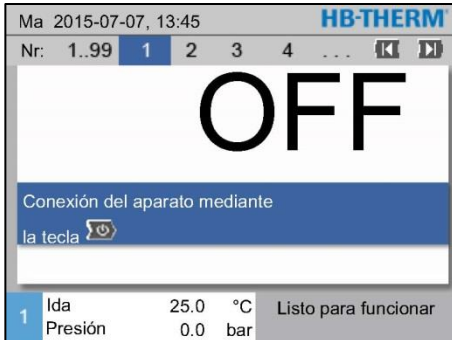 Ma 2015-07-07, 13:45 HB-THERM
Nr: 1..99 1 2 3 4 ...
OFF
Conexión del aparato mediante
la tecla
1 Ida 25.0 °C Listo para funcionar
Presión 0.0 bar